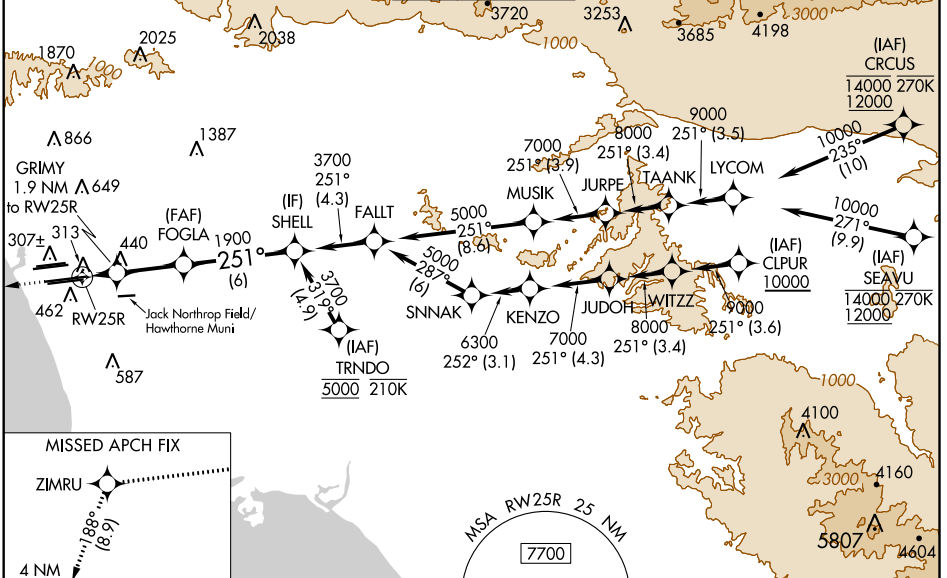 3720
3253
3685
4198
3000
1870
1000
2025
2038
1000
(IAF)
CRCUS
14000 270K
12000
866
1387
9000
251° (3.5)
8000
251° (3.4)
7000
251° (3.9)
10000
235°
(10)
GRIMY
1.9 NM
to RW25R
649
3700
251°
(4.3)
LYCOM
TAANK
JURPE
MUSIK
(IF)
SHELL
FALLT
5000
251°
(8.6)
10000
271°
(9.9)
(FAF)
FOGLA
1900
251°
(6)
307±
313
440
(IAF)
CLPUR
10000
(IAF)
SEAVU
14000 270K
12000
5000
287°
(6)
3700
319°
(4.9)
462
RW25R
Jack Northrop Field/
Hawthorne Muni
SNNAK
KENZO
JUDOH
WITZZ
9000
251° (3.6)
8000
251° (3.4)
7000
251° (4.3)
6300
252° (3.1)
(IAF)
TRNDO
5000 210K
587
1000
4100
3000
4160
5807
4604
MISSED APCH FIX
ZIMRU
188°
(8.9)
4 NM
MSA RW25R 25 NM
7700